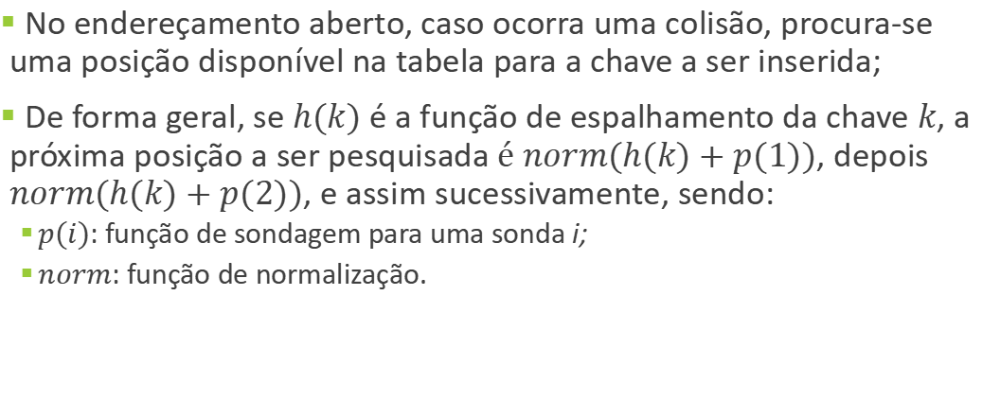 ▪ No endereçamento aberto, caso ocorra uma colisão, procura-se
uma posição disponível na tabela para a chave a ser inserida;
▪ De forma geral, se h(k) é a função de espalhamento da chave k, a
próxima posição a ser pesquisada é norm(h(k) + p(1)), depois
norm(h(k) + p(2)), e assim sucessivamente, sendo:
▪ p(i): função de sondagem para uma sonda i;
▪ norm: função de normalização.